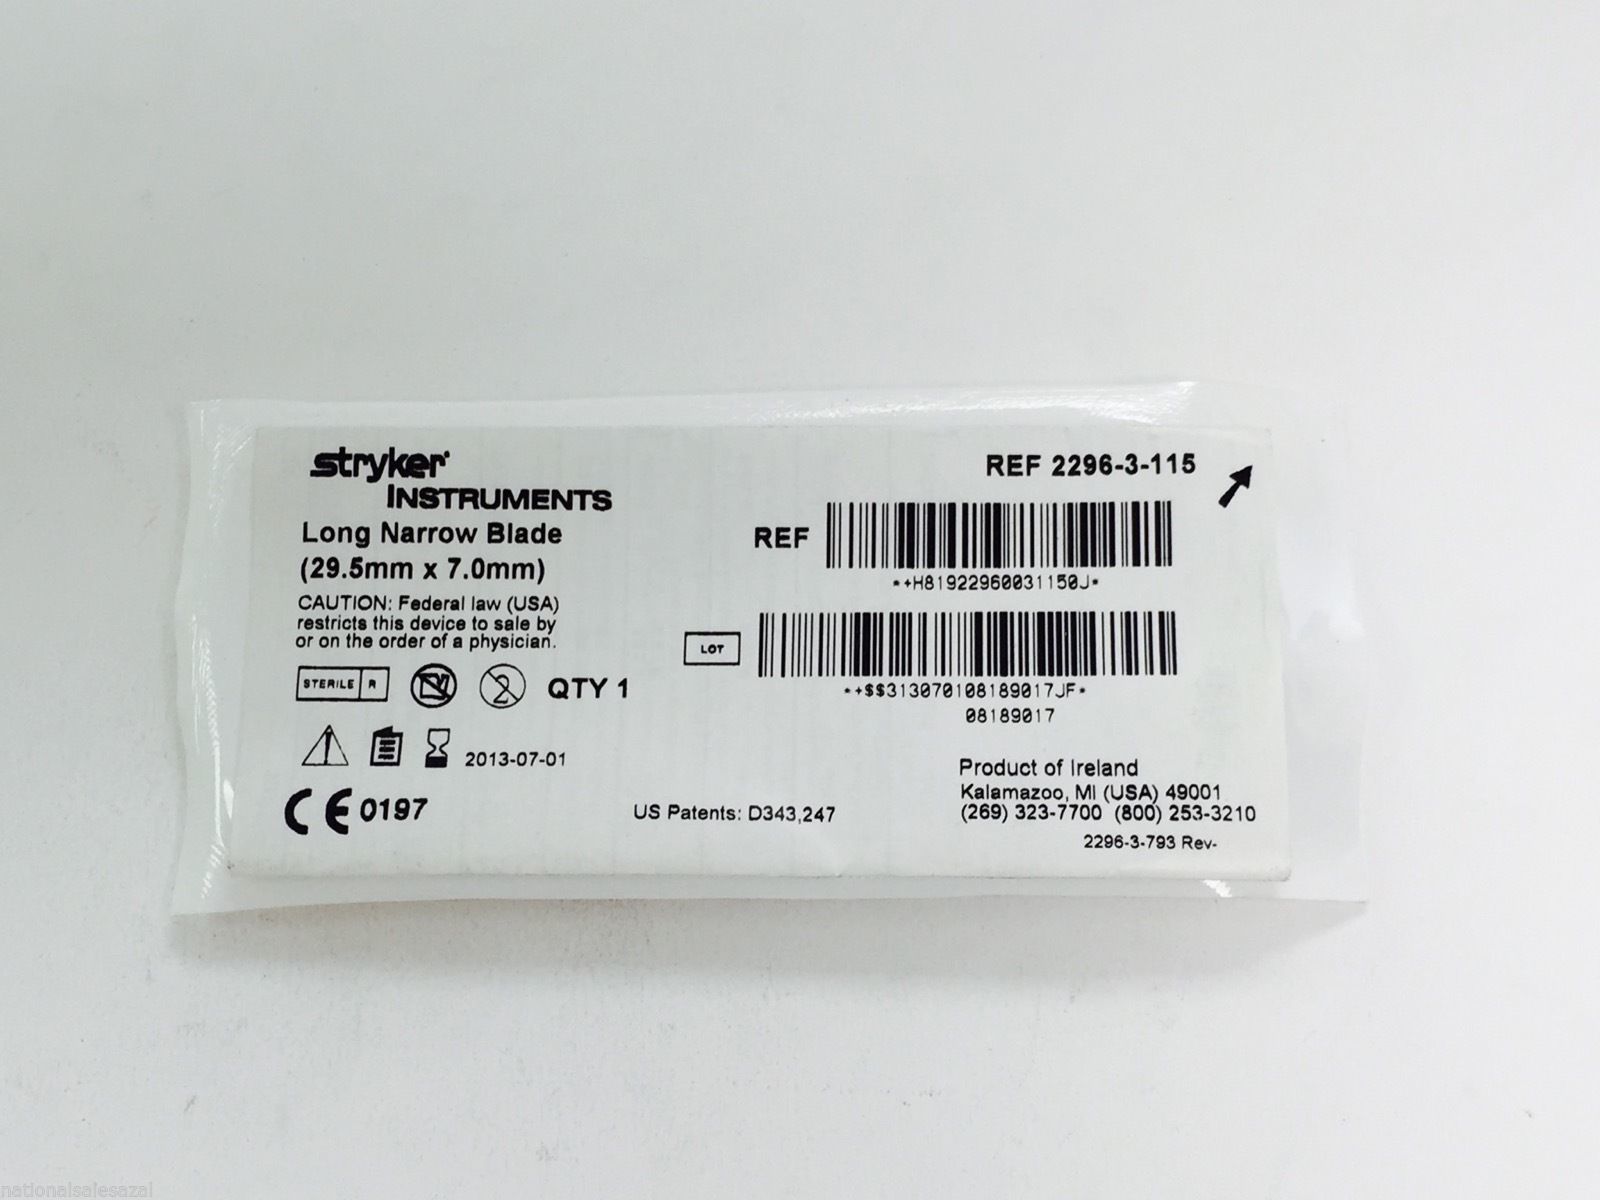 stryker
INSTRUMENTS
Long Narrow Blade
(29.5mm x 7.0mm)
CAUTION: Federal law (USA)
restricts this device to sale by
or on the order of a physician.
STERILE R
2
QTY 1
2013-07-01
CE 0197
US Patents: D343,247
REF 2296-3-115
REF
*+H81922960031150J*
LOT
*+$$313070108189017JF*
08189017
Product of Ireland
Kalamazoo, MI (USA) 49001
(269) 323-7700 (800) 253-3210
2296-3-793 Rev-
nationalsalesazal